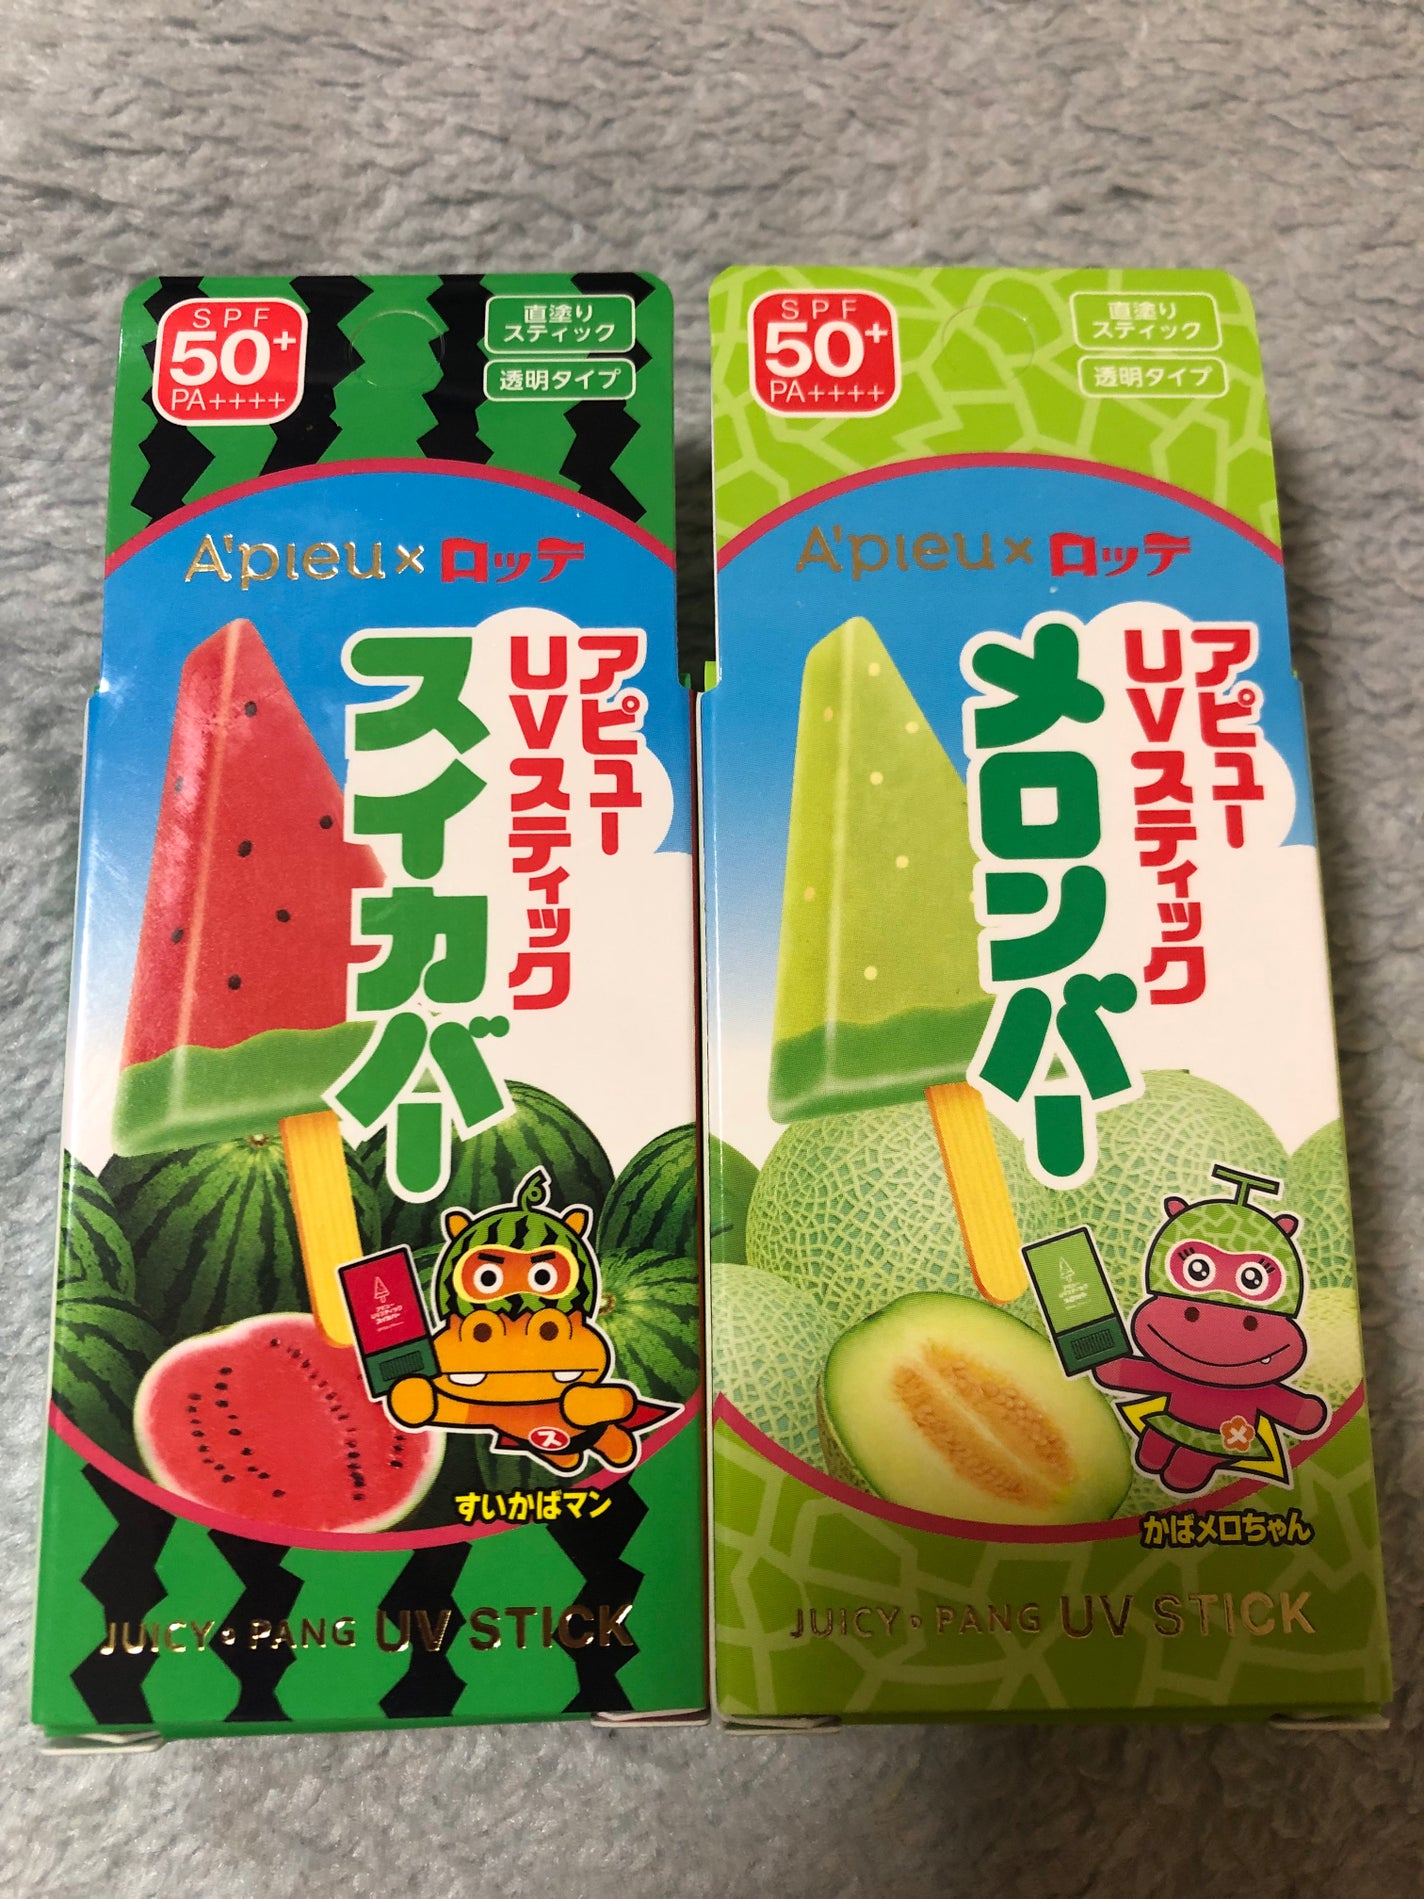 SPF
50+
PA++++
直塗り
スティック
透明タイプ
A'pieu×ロッテ
アピュー
UVスティック
スイカバー
すいかばマン
JUICY・PANG UV STICK
SPF
50+
PA++++
直塗り
スティック
透明タイプ
A'pieu×ロッテ
アピュー
UVスティック
メロンバー
かばメロちゃん
JUICY・PANG UV STICK